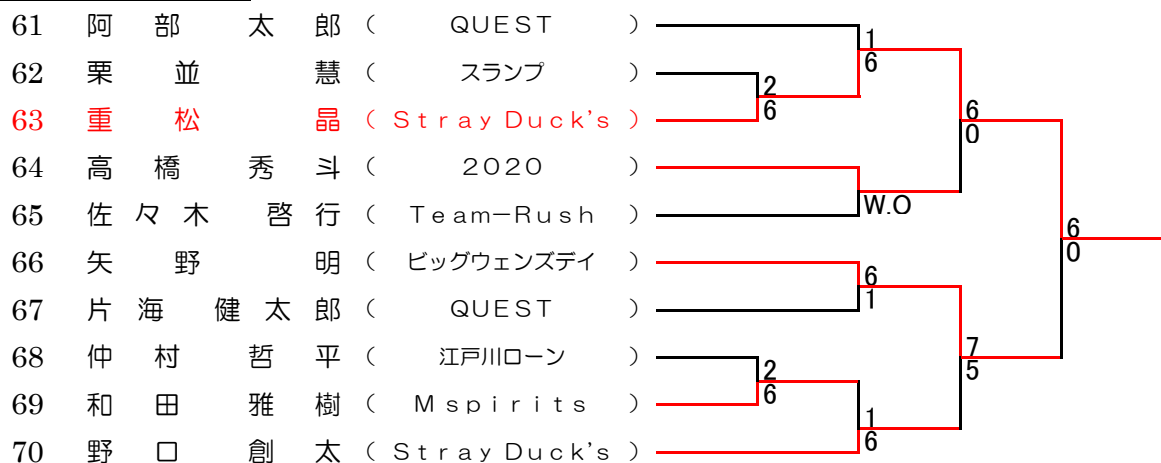 61 阿部 太郎 ( QUEST )
62 栗並 慧 ( スランプ )
63 重松 晶 ( Stray Duck's )
64 高橋 秀斗 ( 2020 )
65 佐々木 啓行 ( Team-Rush )
66 矢野 明 ( ビッグウェンズデイ )
67 片海 健太郎 ( QUEST )
68 仲村 哲平 ( 江戸川ローン )
69 和田 雅樹 ( Mspirits )
70 野口 創太 ( Stray Duck's )
1
6
2
6
6
0
W.O
6
0
6
1
7
5
2
6
1
6